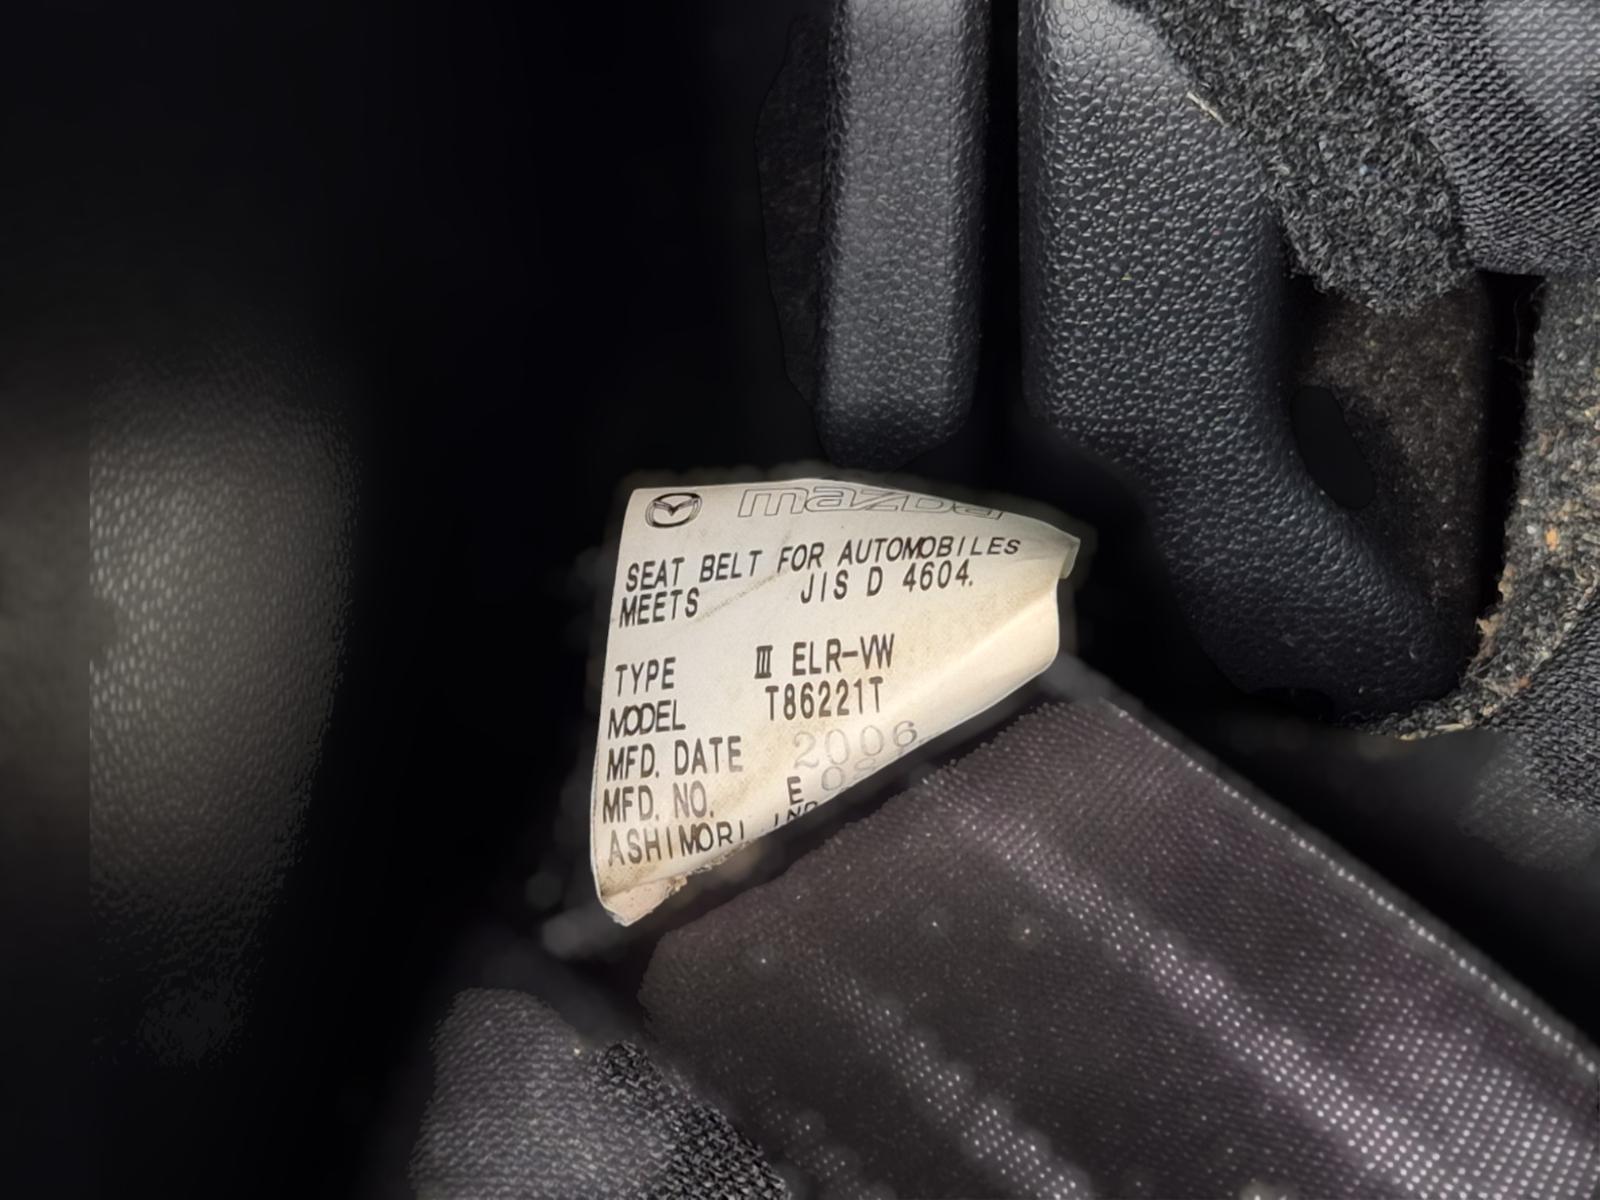 mazda
SEAT BELT FOR AUTOMOBILES
MEETS JIS D 4604.
TYPE III ELR-VW
MODEL T86221T
MFD. DATE 2006
MFD. NO. E
ASHIMORI